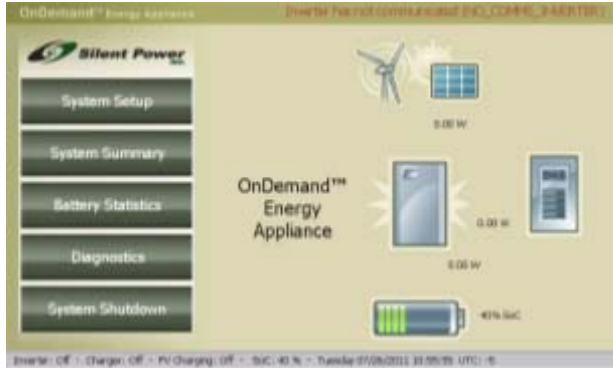 OnDemand™ Energy Appliance
Inverter has not communicated (NO_COMMS_INVERTER)
Silent Power
System Setup
System Summary
Battery Statistics
Diagnostics
System Shutdown
0.00 W
OnDemand™
Energy
Appliance
0.00 W
0.00 W
40% SoC
Inverter: Off - Charger: Off - PV Charging: Off - SoC: 40 % - Tuesday 07/26/2011 UTC: -5